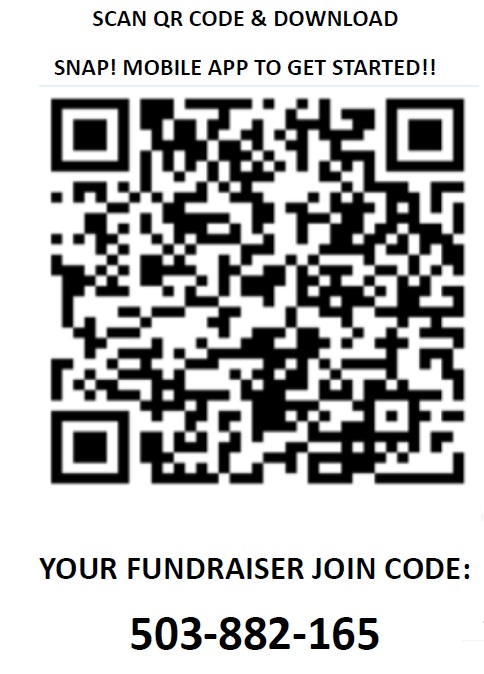 SCAN QR CODE & DOWNLOAD
SNAP! MOBILE APP TO GET STARTED!!
YOUR FUNDRAISER JOIN CODE:
503-882-165